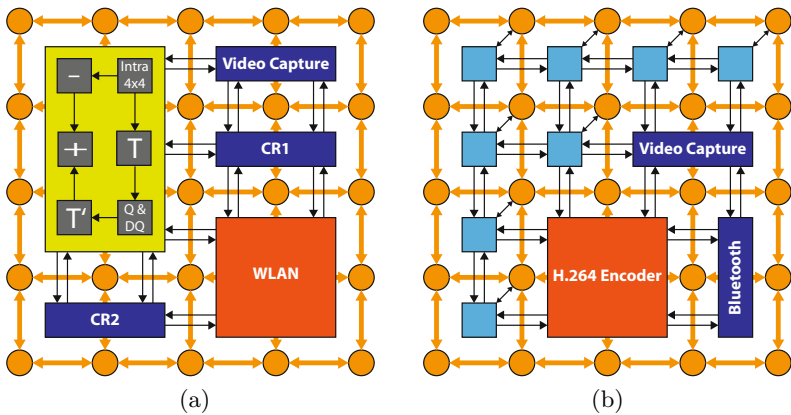 Video Capture
− Intra
4x4
+ T
CR1
T′ Q &
DQ
WLAN
CR2
(a)
Video Capture
H.264 Encoder
Bluetooth
(b)